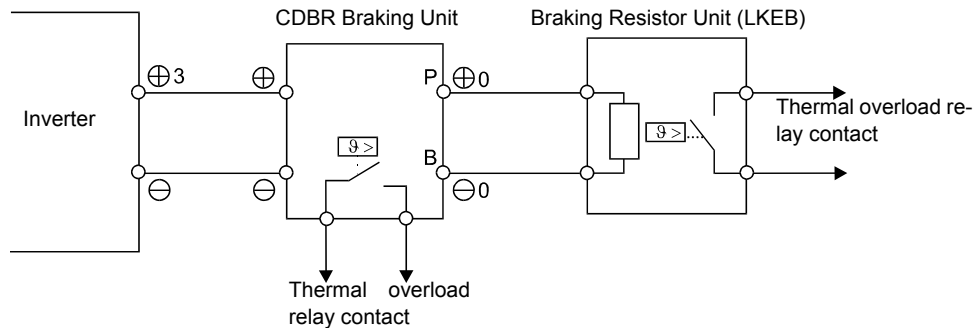 CDBR Braking Unit
Braking Resistor Unit (LKEB)
Inverter
⊕3
⊕
P ⊕0
⊖
⊖
B
⊖0
ϑ >
ϑ >
Thermal overload re-
lay contact
Thermal overload
relay contact